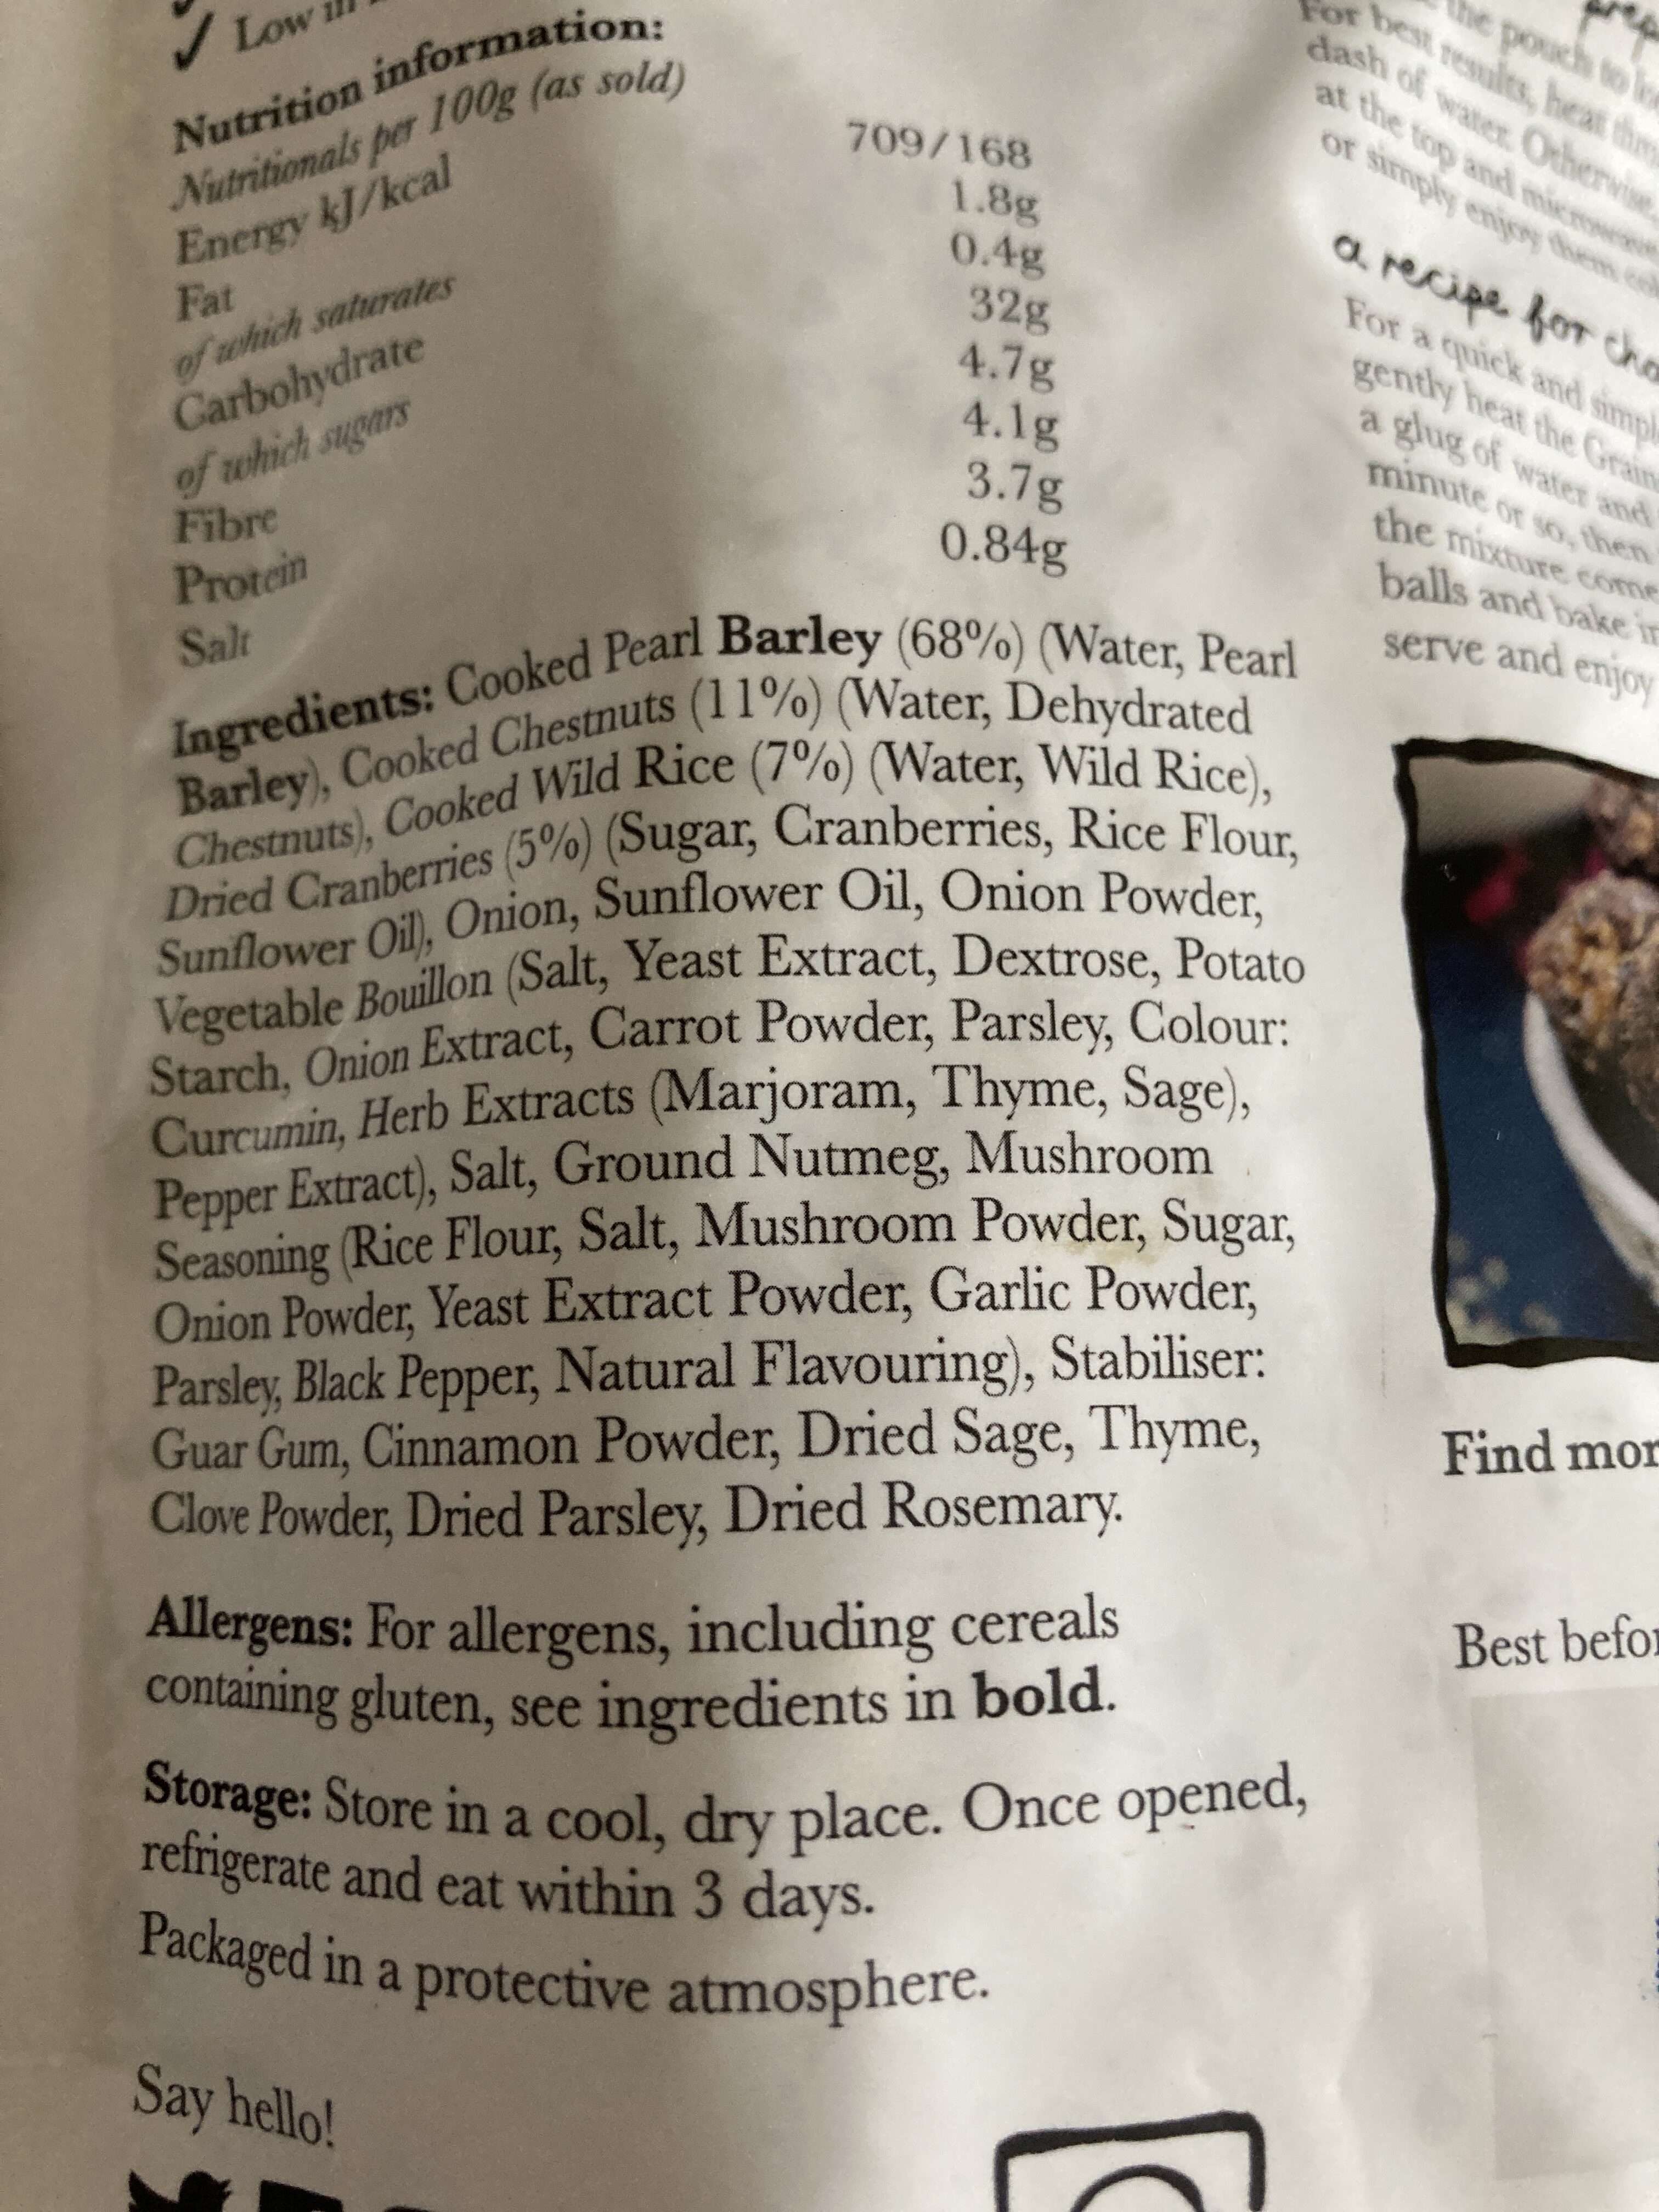 ✓ Low in
Nutrition information:
Nutritionals per 100g (as sold)
Energy kJ/kcal 709/168
Fat 1.8g
of which saturates 0.4g
Carbohydrate 32g
of which sugars 4.7g
Fibre 4.1g
Protein 3.7g
Salt 0.84g
Ingredients: Cooked Pearl Barley (68%) (Water, Pearl
Barley), Cooked Chestnuts (11%) (Water, Dehydrated
Chestnuts), Cooked Wild Rice (7%) (Water, Wild Rice),
Dried Cranberries (5%) (Sugar, Cranberries, Rice Flour,
Sunflower Oil), Onion, Sunflower Oil, Onion Powder,
Vegetable Bouillon (Salt, Yeast Extract, Dextrose, Potato
Starch, Onion Extract, Carrot Powder, Parsley, Colour:
Curcumin, Herb Extracts (Marjoram, Thyme, Sage),
Pepper Extract), Salt, Ground Nutmeg, Mushroom
Seasoning (Rice Flour, Salt, Mushroom Powder, Sugar,
Onion Powder, Yeast Extract Powder, Garlic Powder,
Parsley, Black Pepper, Natural Flavouring), Stabiliser:
Guar Gum, Cinnamon Powder, Dried Sage, Thyme,
Clove Powder, Dried Parsley, Dried Rosemary.
Allergens: For allergens, including cereals
containing gluten, see ingredients in bold.
Storage: Store in a cool, dry place. Once opened,
refrigerate and eat within 3 days.
Packaged in a protective atmosphere.
Say hello!
the pouch to
For best results, heat
dash of water. Otherwise,
at the top and microwave
or simply enjoy them
a recipe for
For a quick and
gently heat the
a glug of water and
minute or so, then
the mixture
balls and bake
serve and enjoy
Find
Best